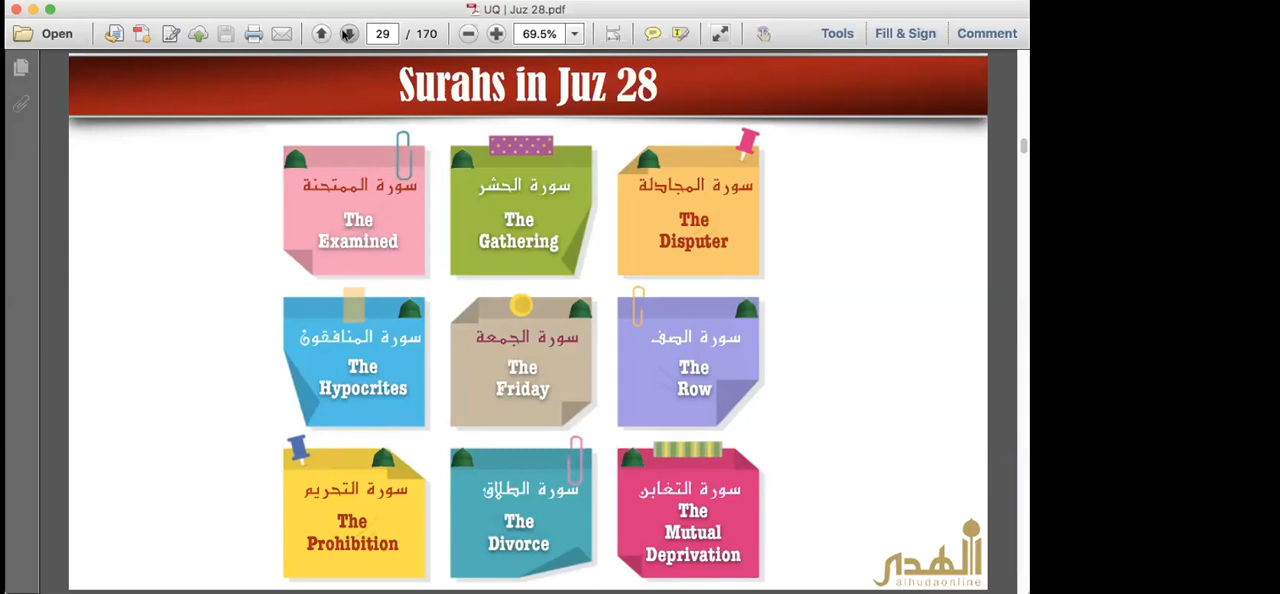 UQ | Juz 28.pdf
Open
29 / 170
69.5%
Tools
Fill & Sign
Comment
Surahs in Juz 28
سورة المجادلة
The
Disputer
سورة الحشر
The
Gathering
سورة الممتحنة
The
Examined
سورة الصف
The
Row
سورة الجمعة
The
Friday
سورة المنافقون
The
Hypocrites
سورة التغابن
The
Mutual
Deprivation
سورة الطلاق
The
Divorce
سورة التحريم
The
Prohibition
الهدى
alhudaonline